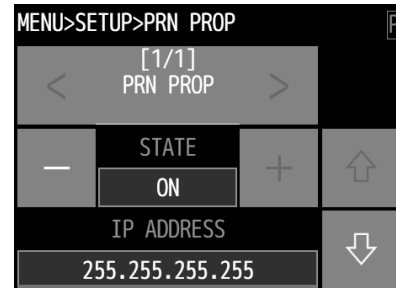 MENU>SETUP>PRN PROP
P
[1/1]
< PRN PROP >
STATE
− ON +
IP ADDRESS
255.255.255.255